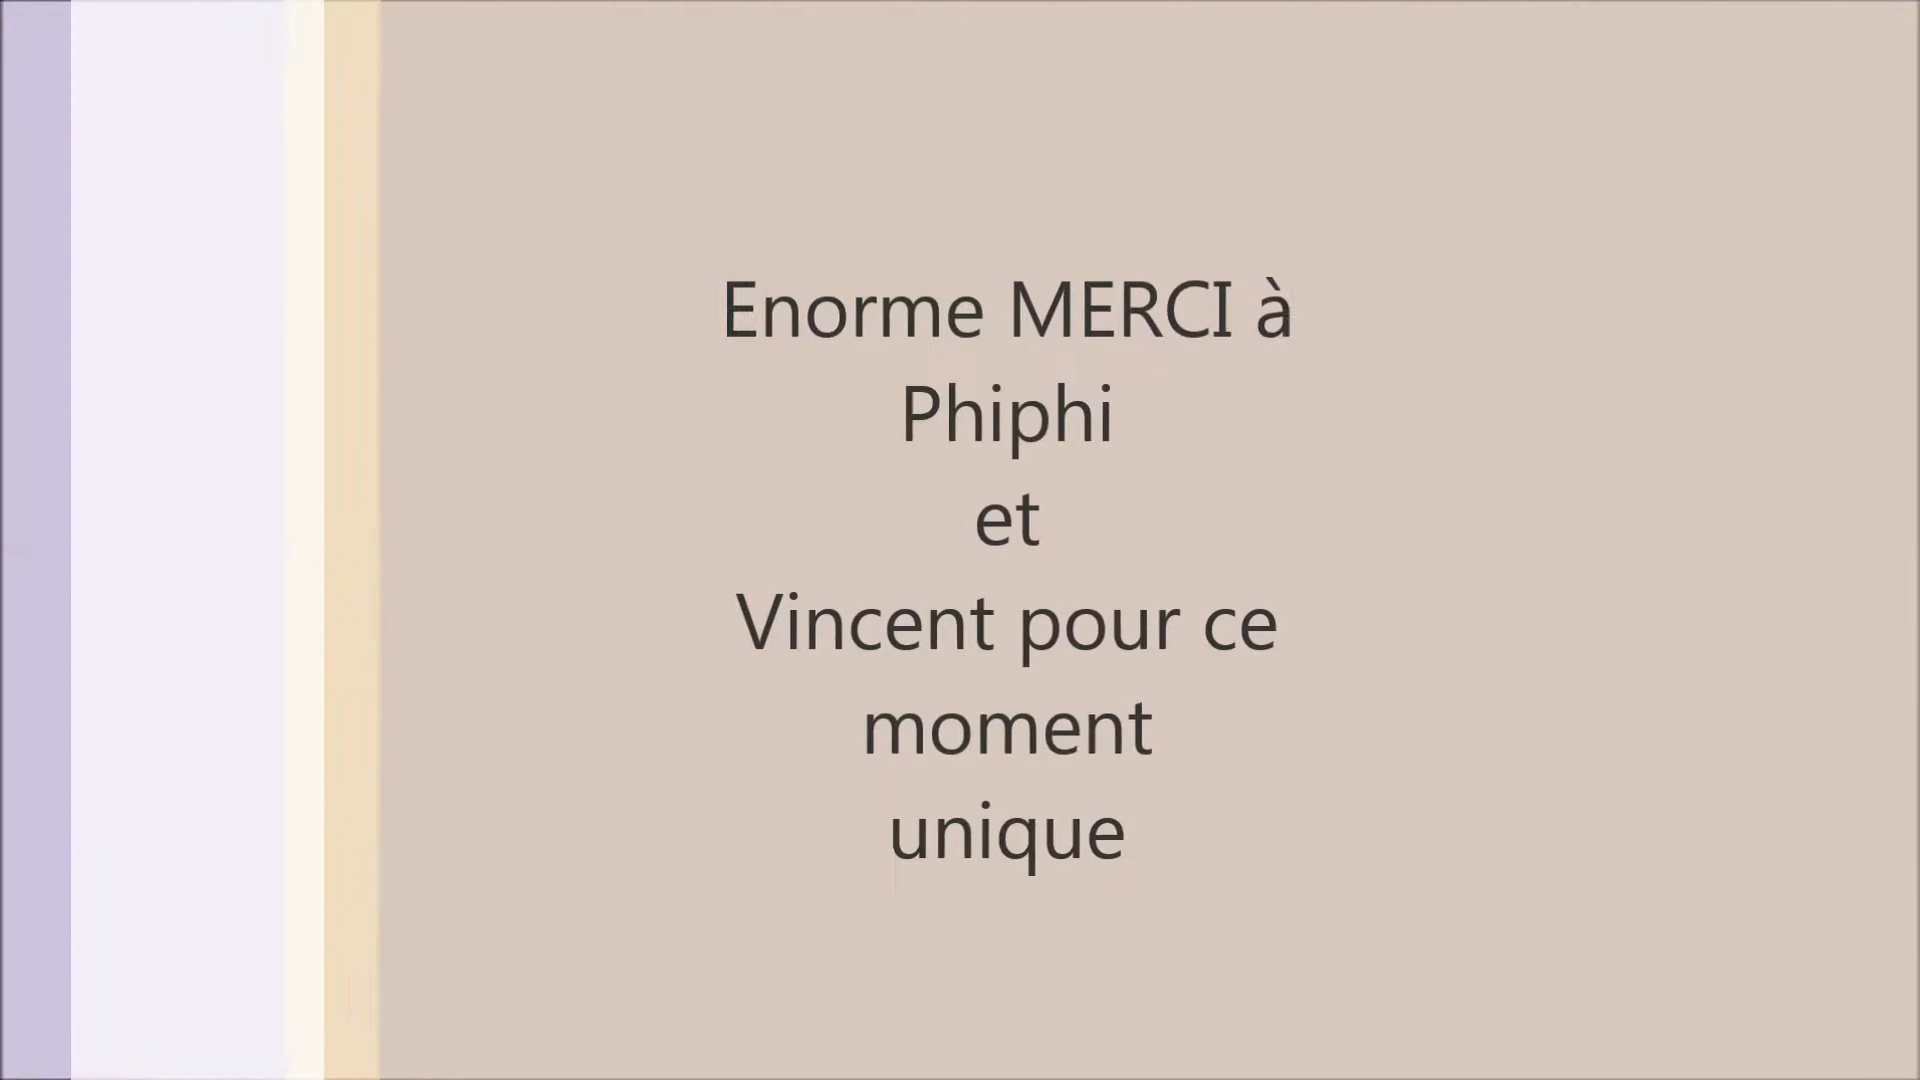 Enorme MERCI à
Phiphi
et
Vincent pour ce
moment
unique